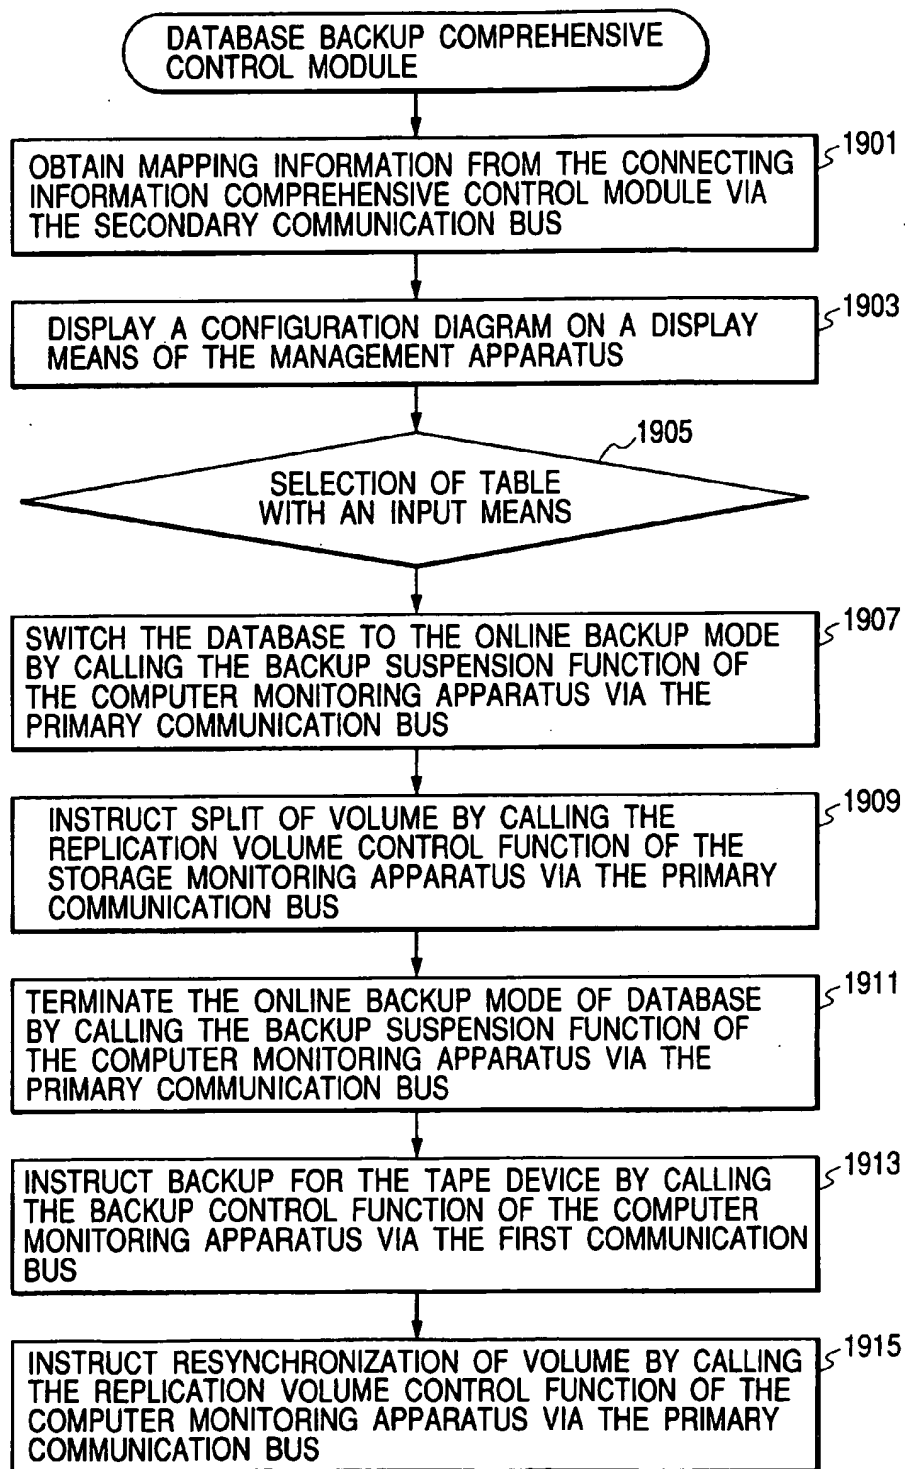 DATABASE BACKUP COMPREHENSIVE
CONTROL MODULE
1901
OBTAIN MAPPING INFORMATION FROM THE CONNECTING
INFORMATION COMPREHENSIVE CONTROL MODULE VIA
THE SECONDARY COMMUNICATION BUS
1903
DISPLAY A CONFIGURATION DIAGRAM ON A DISPLAY
MEANS OF THE MANAGEMENT APPARATUS
1905
SELECTION OF TABLE
WITH AN INPUT MEANS
1907
SWITCH THE DATABASE TO THE ONLINE BACKUP MODE
BY CALLING THE BACKUP SUSPENSION FUNCTION OF
THE COMPUTER MONITORING APPARATUS VIA THE
PRIMARY COMMUNICATION BUS
1909
INSTRUCT SPLIT OF VOLUME BY CALLING THE
REPLICATION VOLUME CONTROL FUNCTION OF THE
STORAGE MONITORING APPARATUS VIA THE PRIMARY
COMMUNICATION BUS
1911
TERMINATE THE ONLINE BACKUP MODE OF DATABASE
BY CALLING THE BACKUP SUSPENSION FUNCTION OF
THE COMPUTER MONITORING APPARATUS VIA THE
PRIMARY COMMUNICATION BUS
1913
INSTRUCT BACKUP FOR THE TAPE DEVICE BY CALLING
THE BACKUP CONTROL FUNCTION OF THE COMPUTER
MONITORING APPARATUS VIA THE FIRST COMMUNICATION
BUS
1915
INSTRUCT RESYNCHRONIZATION OF VOLUME BY CALLING
THE REPLICATION VOLUME CONTROL FUNCTION OF THE
COMPUTER MONITORING APPARATUS VIA THE PRIMARY
COMMUNICATION BUS